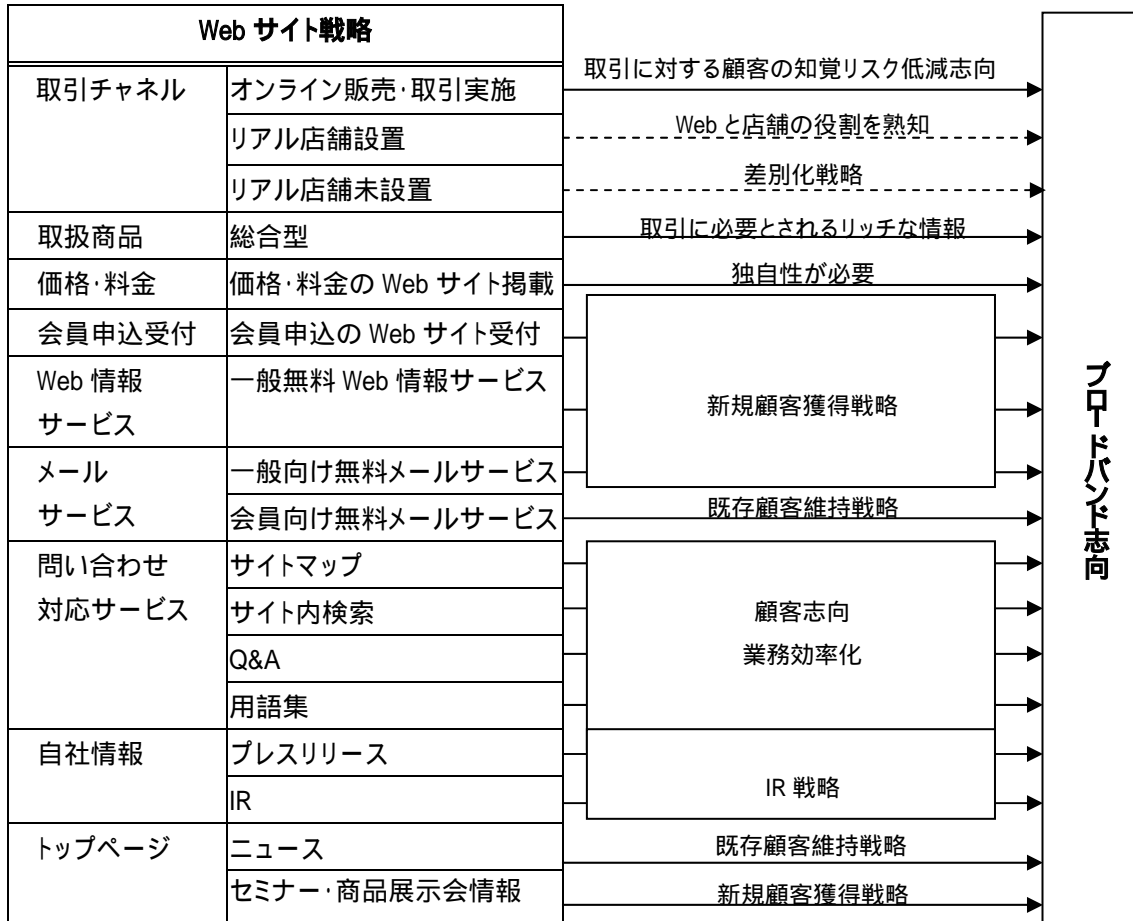 Web サイト戦略
取引チャネル オンライン販売･取引実施 取引に対する顧客の知覚リスク低減志向
リアル店舗設置 Web と店舗の役割を熟知
リアル店舗未設置 差別化戦略
取扱商品 総合型 取引に必要とされるリッチな情報
価格･料金 価格･料金の Web サイト掲載 独自性が必要
会員申込受付 会員申込の Web サイト受付
Web 情報 一般無料 Web 情報サービス
サービス
新規顧客獲得戦略
メール 一般向け無料メールサービス
サービス 会員向け無料メールサービス 既存顧客維持戦略
問い合わせ サイトマップ
対応サービス サイト内検索 顧客志向
Q&A 業務効率化
用語集
自社情報 プレスリリース
IR IR 戦略
トップページ ニュース 既存顧客維持戦略
セミナー･商品展示会情報 新規顧客獲得戦略
ブロードバンド志向